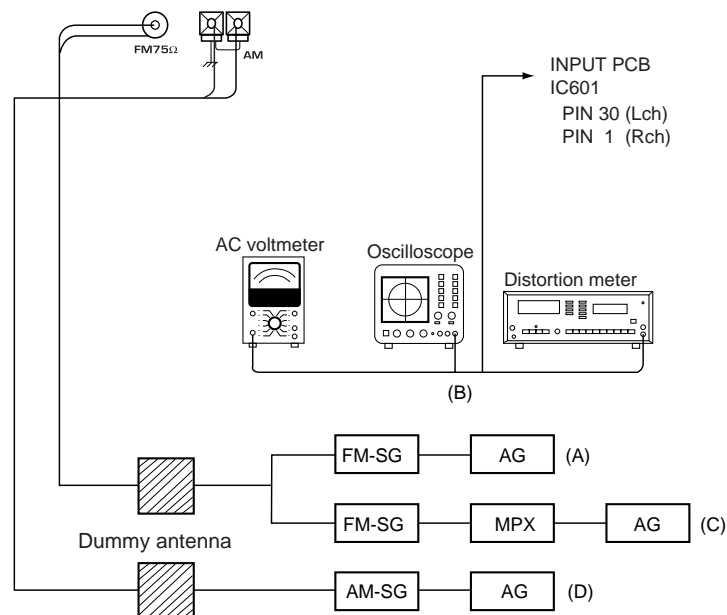 FM75Ω
AM
INPUT PCB
IC601
PIN 30 (Lch)
PIN 1 (Rch)
AC voltmeter
Oscilloscope
Distortion meter
(B)
FM-SG
AG
(A)
FM-SG
MPX
AG
(C)
Dummy antenna
AM-SG
AG
(D)